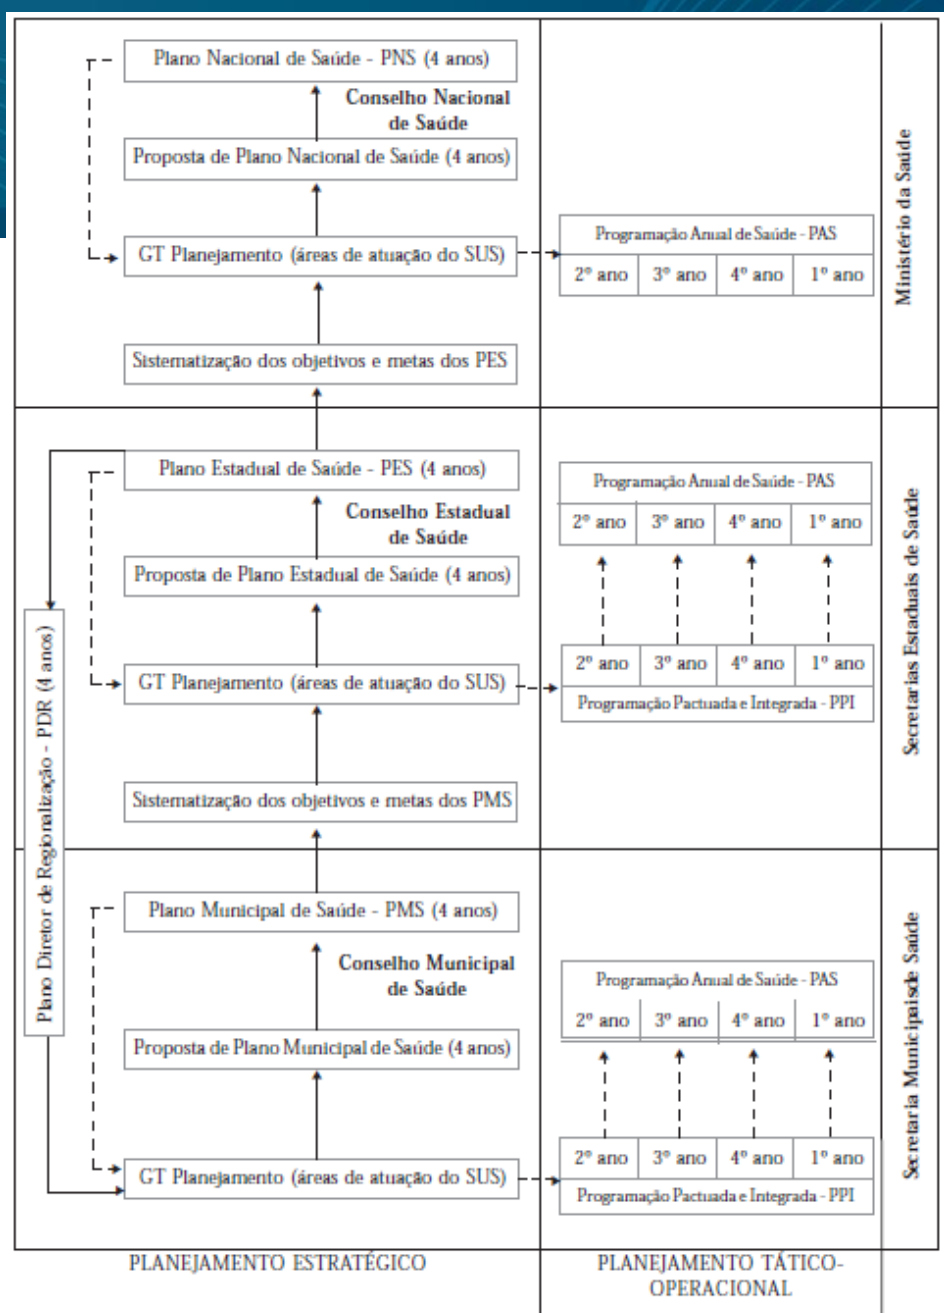 Plano Nacional de Saúde - PNS (4 anos)
Conselho Nacional
de Saúde
Proposta de Plano Nacional de Saúde (4 anos)
GT Planejamento (áreas de atuação do SUS)
Sistematização dos objetivos e metas dos PES
Programação Anual de Saúde - PAS
2º ano 3º ano 4º ano 1º ano
Ministério da Saúde
Plano Estadual de Saúde - PES (4 anos)
Conselho Estadual
de Saúde
Proposta de Plano Estadual de Saúde (4 anos)
GT Planejamento (áreas de atuação do SUS)
Sistematização dos objetivos e metas dos PMS
Programação Anual de Saúde - PAS
2º ano 3º ano 4º ano 1º ano
2º ano 3º ano 4º ano 1º ano
Programação Pactuada e Integrada - PPI
Secretarias Estaduais de Saúde
Plano Diretor de Regionalização - PDR (4 anos)
Plano Municipal de Saúde - PMS (4 anos)
Conselho Municipal
de Saúde
Proposta de Plano Municipal de Saúde (4 anos)
GT Planejamento (áreas de atuação do SUS)
Programação Anual de Saúde - PAS
2º ano 3º ano 4º ano 1º ano
2º ano 3º ano 4º ano 1º ano
Programação Pactuada e Integrada - PPI
Secretaria Municipaisde Saúde
PLANEJAMENTO ESTRATÉGICO
PLANEJAMENTO TÁTICO-
OPERACIONAL